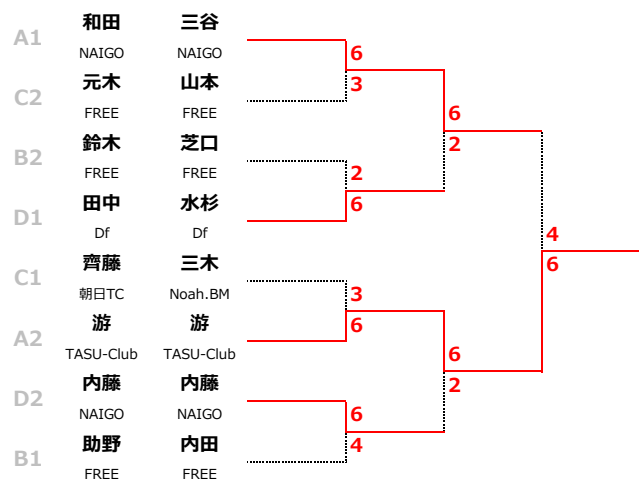 A1 和田 三谷
NAIGO NAIGO
6
C2 元木 山本
3
FREE FREE
6
B2 鈴木 芝口
2
FREE FREE
2
D1 田中 水杉
6
Df Df
4
C1 齊藤 三木
6
朝日TC Noah.BM
3
A2 游 游
6
TASU-Club TASU-Club
6
D2 内藤 内藤
2
NAIGO NAIGO
6
B1 助野 内田
4
FREE FREE